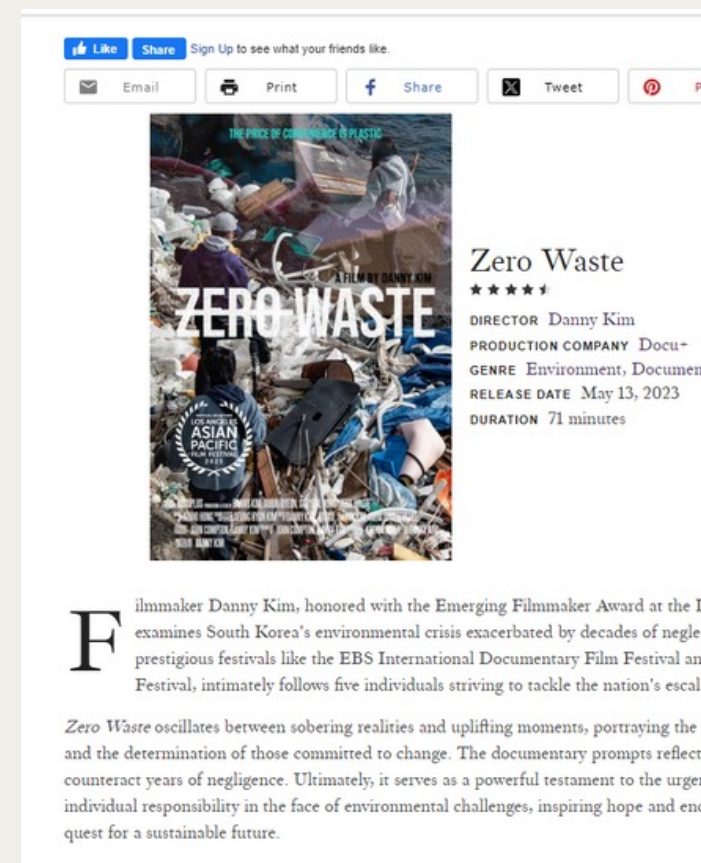 Like Share Sign Up to see what your friends like.
Email Print Share Tweet P
THE PRICE OF CONVENIENCE IS PLASTIC
A FILM BY DANNY KIM
ZERO WASTE
LOS ANGELES
ASIAN
PACIFIC
FILM FESTIVAL
Zero Waste
DIRECTOR Danny Kim
PRODUCTION COMPANY Docu+
GENRE Environment, Documen
RELEASE DATE May 13, 2023
DURATION 71 minutes
Filmmaker Danny Kim, honored with the Emerging Filmmaker Award at the
examines South Korea's environmental crisis exacerbated by decades of negle
prestigious festivals like the EBS International Documentary Film Festival an
Festival, intimately follows five individuals striving to tackle the nation's escal
Zero Waste oscillates between sobering realities and uplifting moments, portraying the
and the determination of those committed to change. The documentary prompts reflect
counteract years of negligence. Ultimately, it serves as a powerful testament to the urgen
individual responsibility in the face of environmental challenges, inspiring hope and enc
quest for a sustainable future.